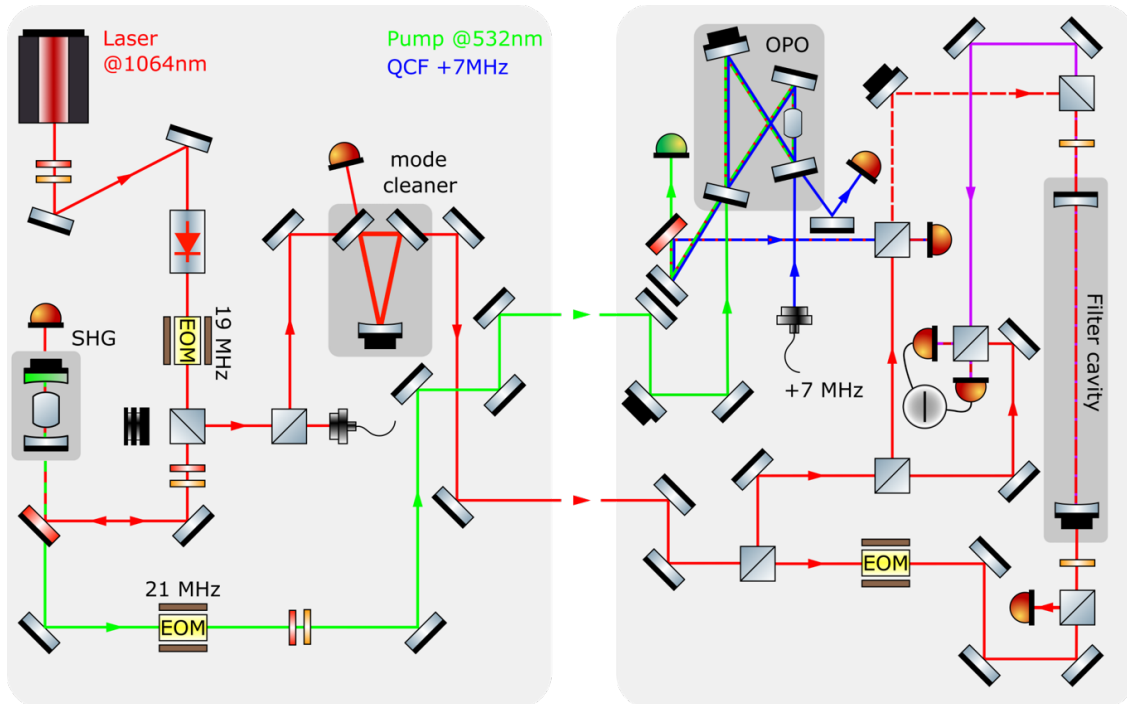 Laser
@1064nm
Pump @532nm
QCF +7MHz
OPO
mode
cleaner
19 MHz
EOM
SHG
Filter cavity
+7 MHz
21 MHz
EOM
EOM